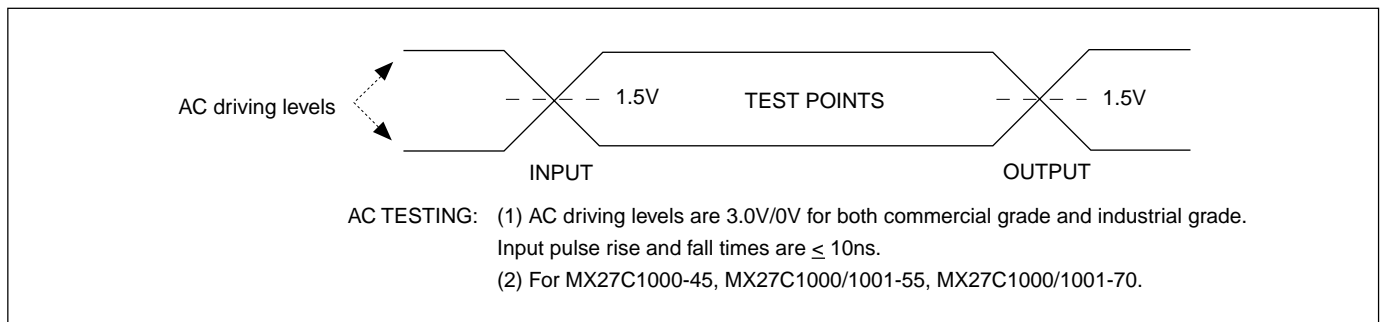 AC driving levels
1.5V
TEST POINTS
1.5V
INPUT
OUTPUT
AC TESTING: (1) AC driving levels are 3.0V/0V for both commercial grade and industrial grade.
Input pulse rise and fall times are ≤ 10ns.
(2) For MX27C1000-45, MX27C1000/1001-55, MX27C1000/1001-70.